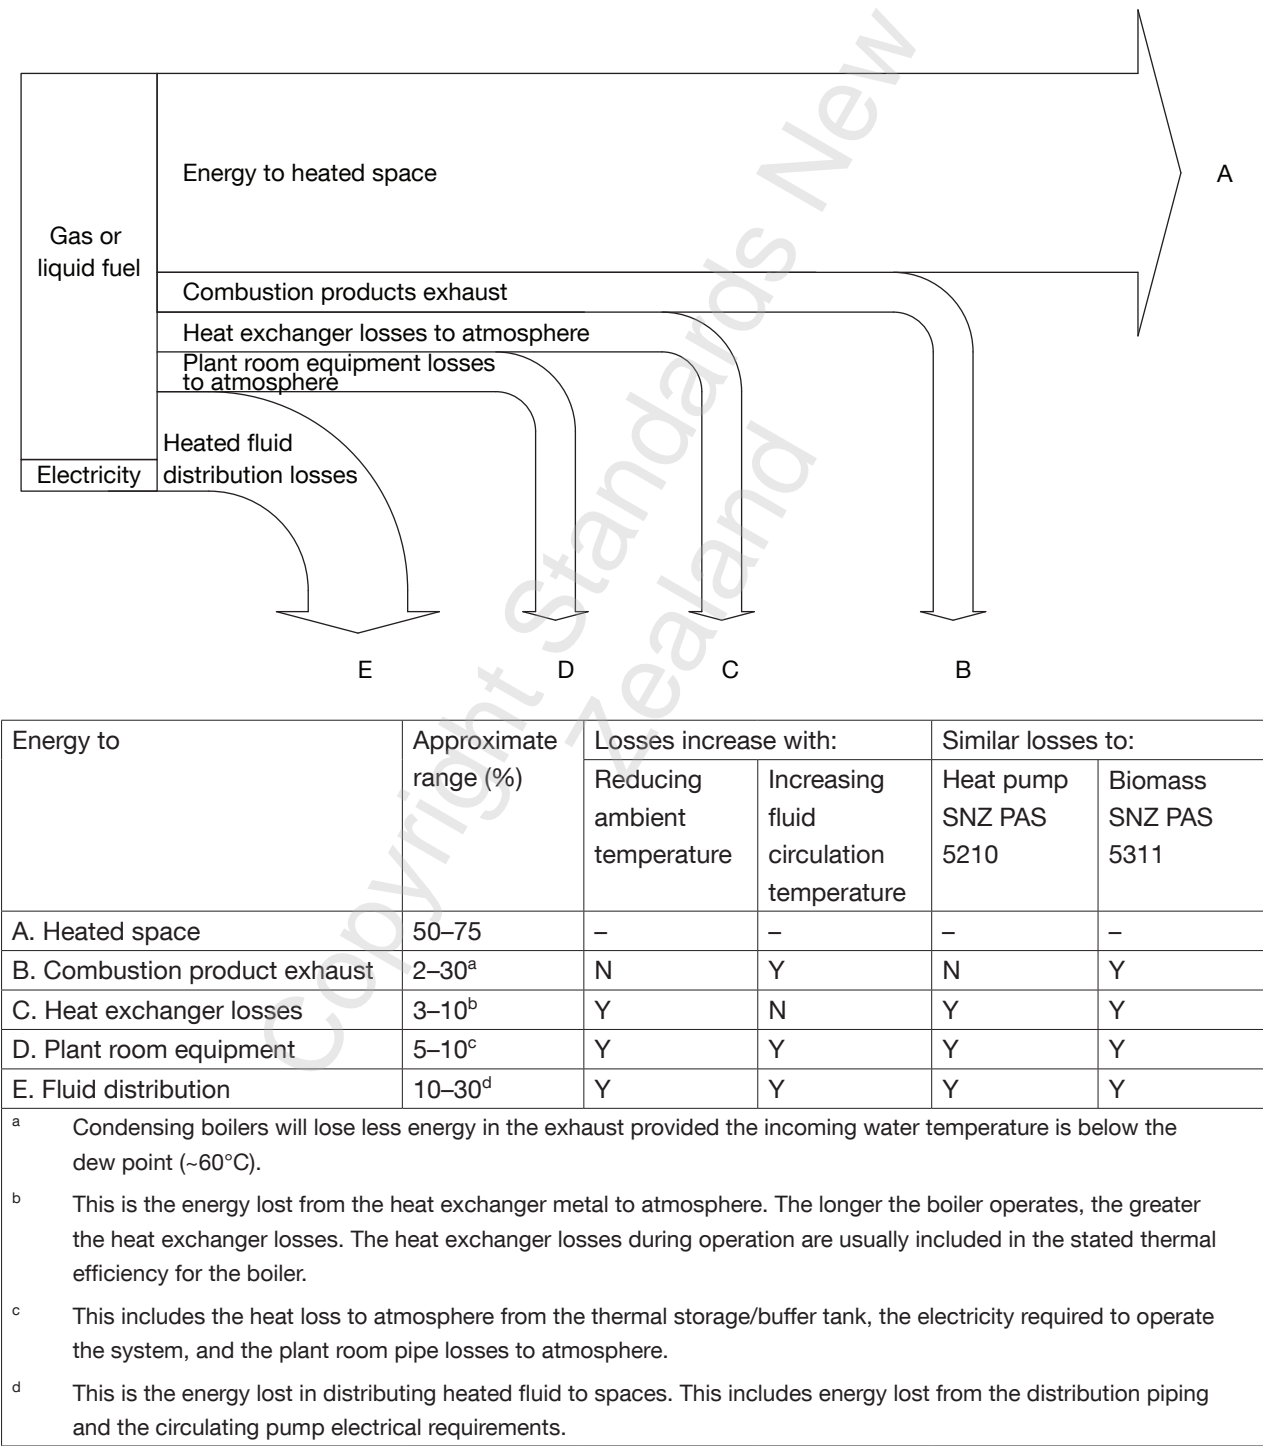 Energy to heated space
A
Gas or
liquid fuel
Combustion products exhaust
Heat exchanger losses to atmosphere
Plant room equipment losses
to atmosphere
Heated fluid
Electricity
distribution losses
E
D
C
B
Copyright Standards New
Zealand
Energy to
Approximate
range (%)
Losses increase with:
Similar losses to:
Reducing
ambient
temperature
Increasing
fluid
circulation
temperature
Heat pump
SNZ PAS
5210
Biomass
SNZ PAS
5311
A. Heated space 50–75 – – – –
B. Combustion product exhaust 2–30ᵃ N Y N Y
C. Heat exchanger losses 3–10ᵇ Y N Y Y
D. Plant room equipment 5–10ᶜ Y Y Y Y
E. Fluid distribution 10–30ᵈ Y Y Y Y
ᵃ Condensing boilers will lose less energy in the exhaust provided the incoming water temperature is below the
dew point (~60°C).
ᵇ This is the energy lost from the heat exchanger metal to atmosphere. The longer the boiler operates, the greater
the heat exchanger losses. The heat exchanger losses during operation are usually included in the stated thermal
efficiency for the boiler.
ᶜ This includes the heat loss to atmosphere from the thermal storage/buffer tank, the electricity required to operate
the system, and the plant room pipe losses to atmosphere.
ᵈ This is the energy lost in distributing heated fluid to spaces. This includes energy lost from the distribution piping
and the circulating pump electrical requirements.